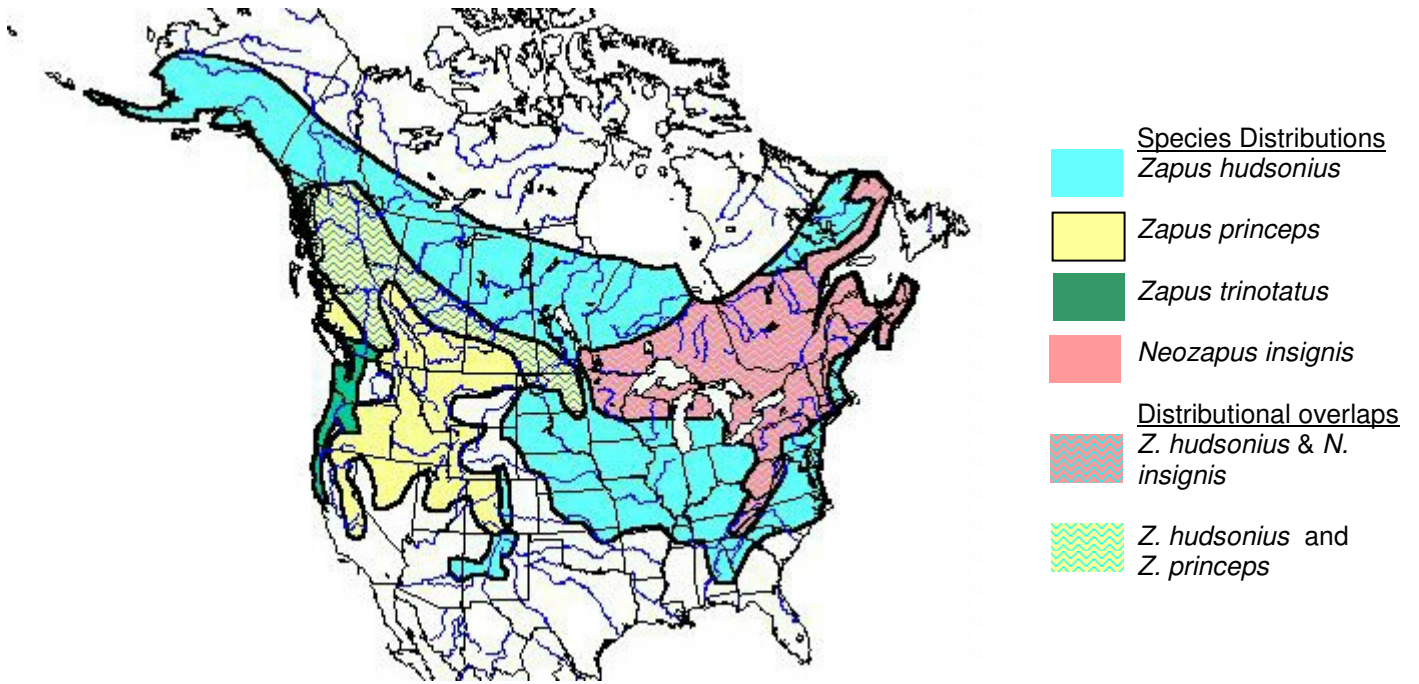 Species Distributions
Zapus hudsonius
Zapus princeps
Zapus trinotatus
Neozapus insignis
Distributional overlaps
Z. hudsonius & N.
insignis
Z. hudsonius and
Z. princeps